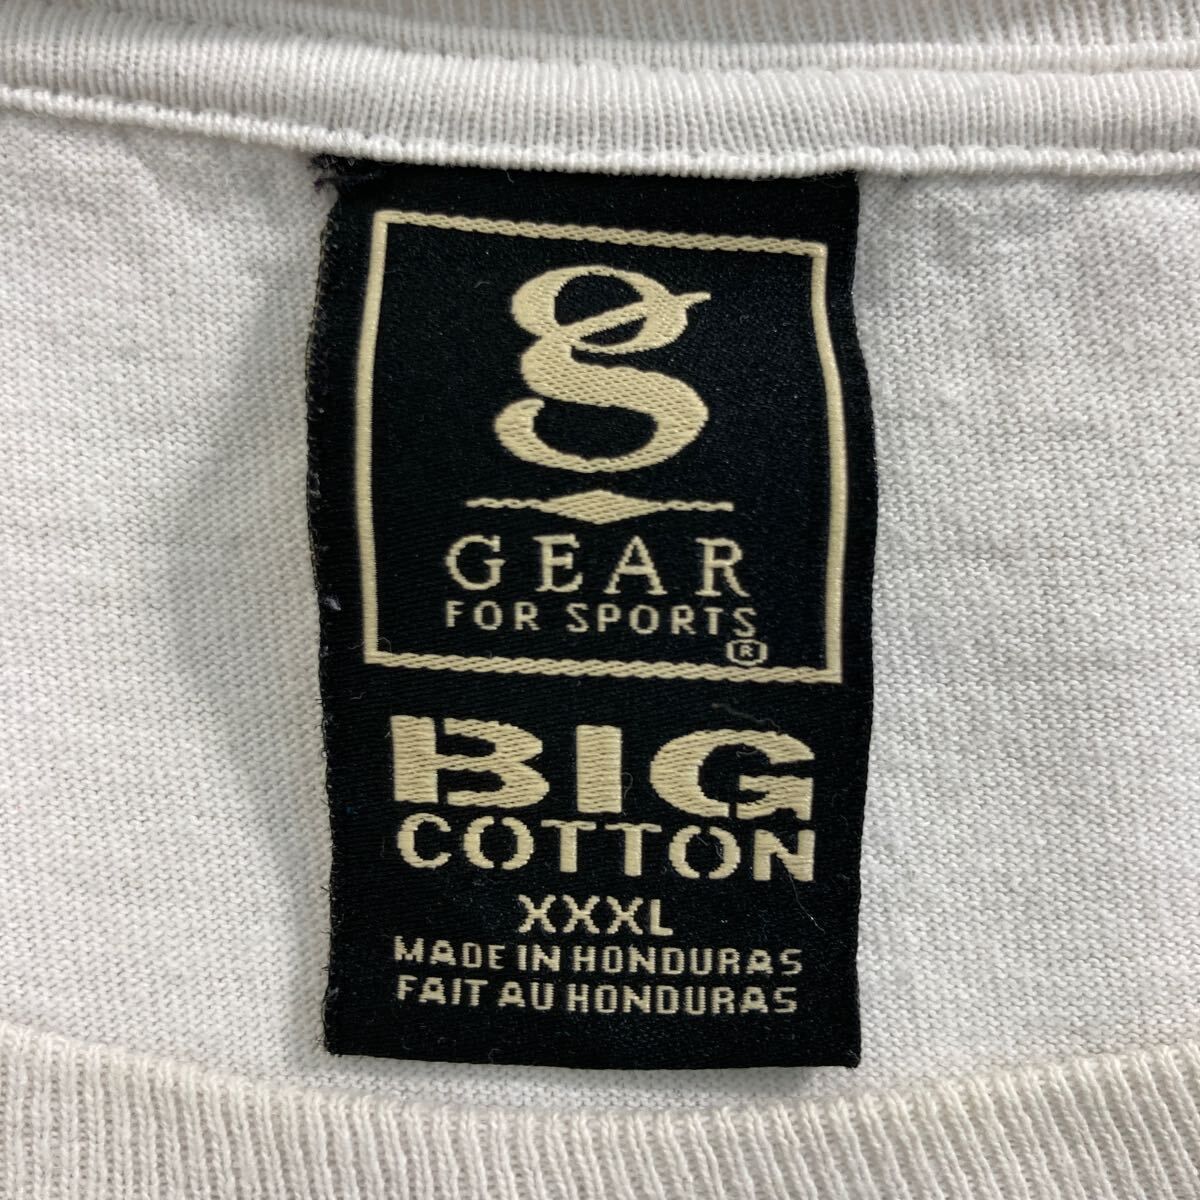 g
GEAR
FOR SPORTS®
BIG
COTTON
XXXL
MADE IN HONDURAS
FAIT AU HONDURAS